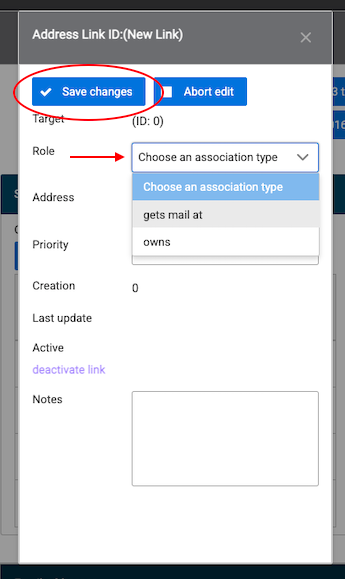 Address Link ID:(New Link)
Save changes
Abort edit
Target (ID: 0)
Role Choose an association type
Choose an association type
Address
gets mail at
owns
Priority
Creation 0
Last update
Active
deactivate link
Notes